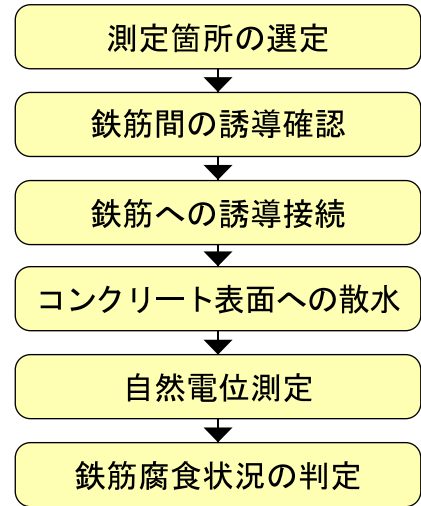 測定箇所の選定
鉄筋間の誘導確認
鉄筋への誘導接続
コンクリート表面への散水
自然電位測定
鉄筋腐食状況の判定